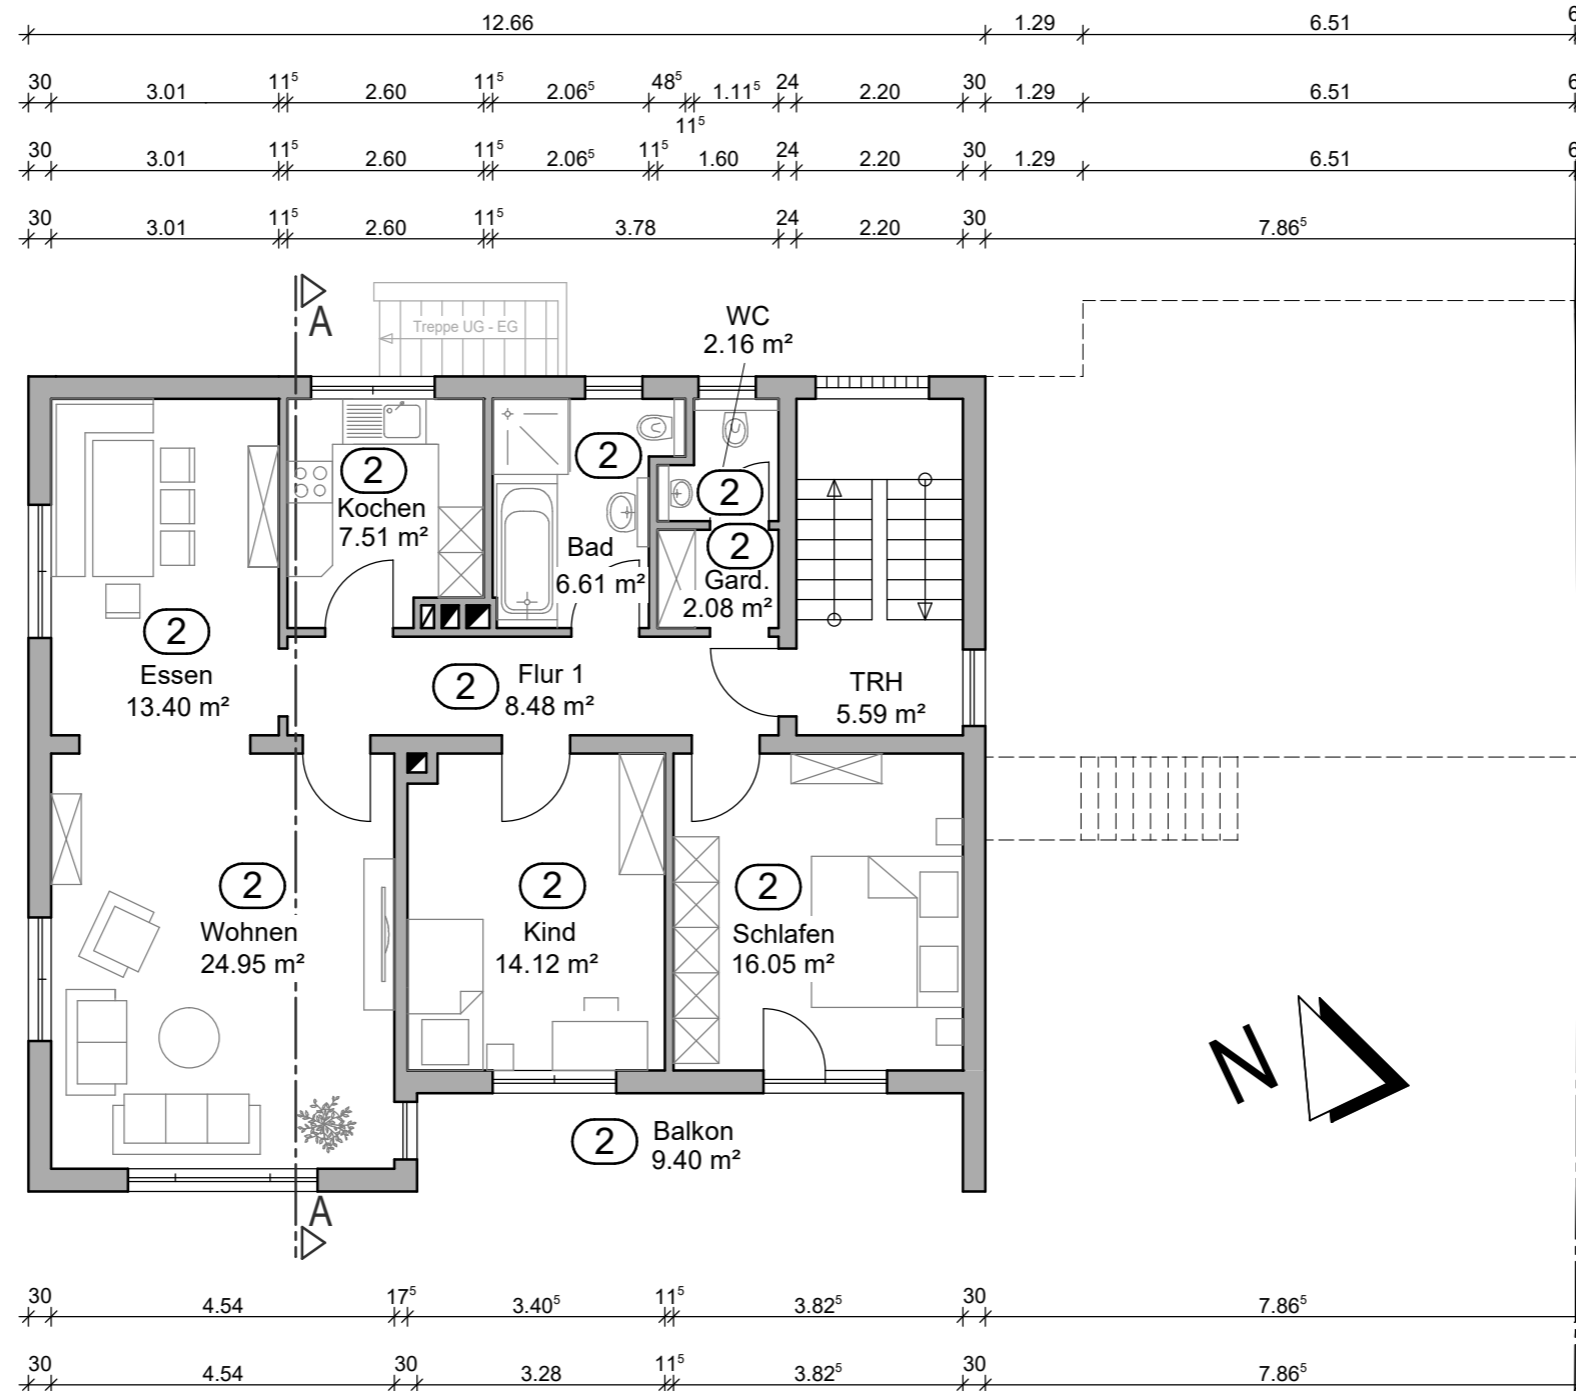 12.66 1.29 6.51 6
30 3.01 11⁵ 2.60 11⁵ 2.06⁵ 48⁵ 1.11⁵ 24 2.20 30 1.29 6.51 6
11⁵
30 3.01 11⁵ 2.60 11⁵ 2.06⁵ 11⁵ 1.60 24 2.20 30 1.29 6.51 6
30 3.01 11⁵ 2.60 11⁵ 3.78 24 2.20 30 7.86⁵
A
Treppe UG - EG
WC
2.16 m²
2
Kochen
7.51 m²
2
Bad
6.61 m²
2
2
Gard.
2.08 m²
2
Essen
13.40 m²
2
Flur 1
8.48 m²
TRH
5.59 m²
2
Wohnen
24.95 m²
2
Kind
14.12 m²
2
Schlafen
16.05 m²
N
2
Balkon
9.40 m²
A
30 4.54 17⁵ 3.40⁵ 11⁵ 3.82⁵ 30 7.86⁵
30 4.54 30 3.28 11⁵ 3.82⁵ 30 7.86⁵